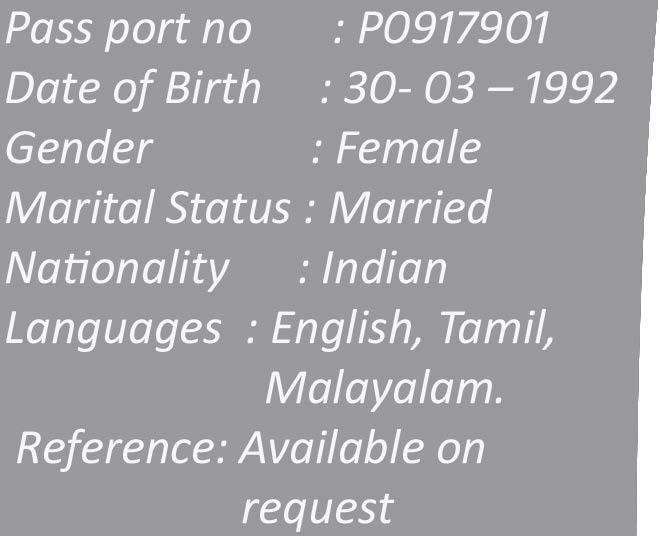 Pass port no : P0917901
Date of Birth : 30- 03 – 1992
Gender : Female
Marital Status : Married
Nationality : Indian
Languages : English, Tamil,
Malayalam.
Reference: Available on
request